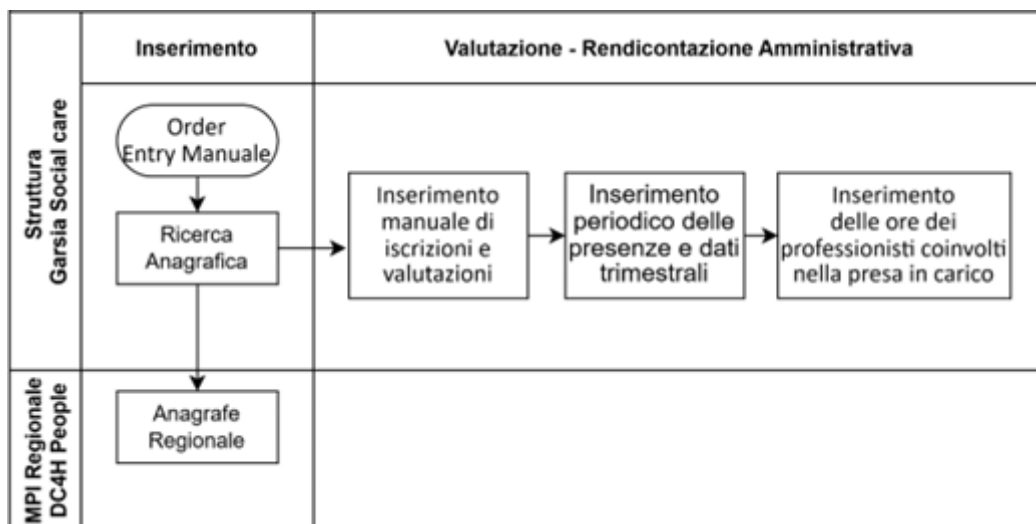 Inserimento
Valutazione - Rendicontazione Amministrativa
Struttura
Garsia Social care
Order
Entry Manuale
Ricerca
Anagrafica
Inserimento
manuale di
iscrizioni e
valutazioni
Inserimento
periodico delle
presenze e dati
trimestrali
Inserimento
delle ore dei
professionisti coinvolti
nella presa in carico
MPI Regionale
DC4H People
Anagrafe
Regionale